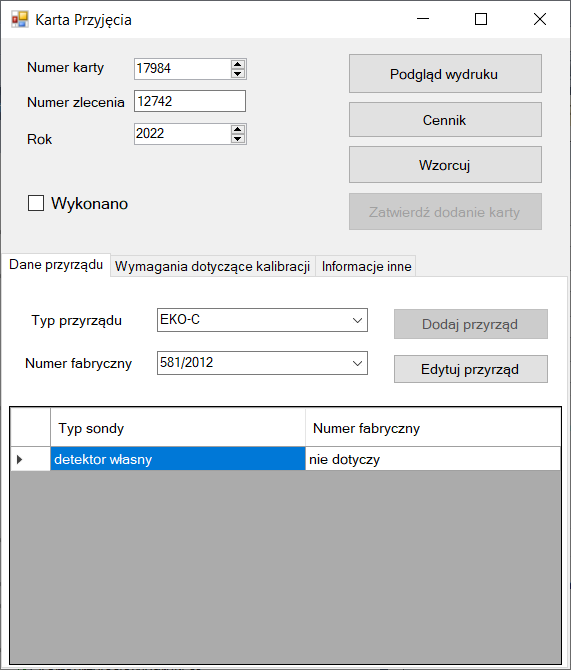 Karta Przyjęcia
Numer karty 17984
Podgląd wydruku
Numer zlecenia 12742
Cennik
Rok 2022
Wzorcuj
Wykonano
Zatwierdź dodanie karty
Dane przyrządu Wymagania dotyczące kalibracji Informacje inne
Typ przyrządu EKO-C Dodaj przyrząd
Numer fabryczny 581/2012 Edytuj przyrząd
Typ sondy Numer fabryczny
detektor własny nie dotyczy